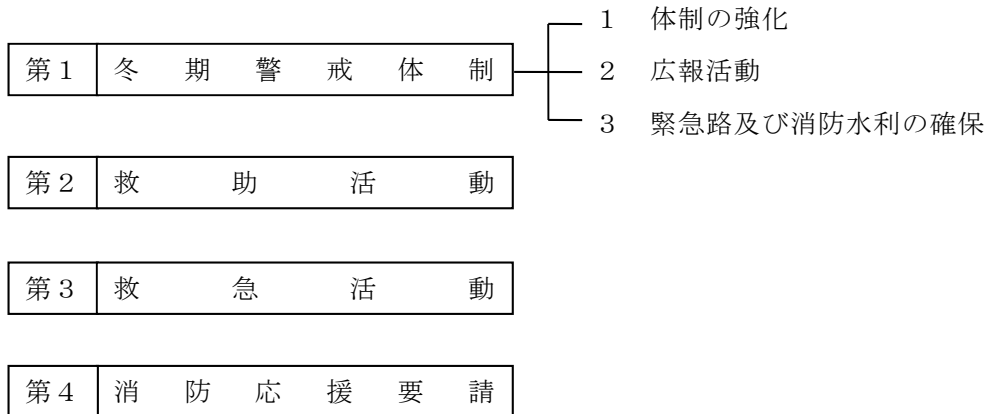 第１ 冬期警戒体制
１ 体制の強化
２ 広報活動
３ 緊急路及び消防水利の確保
第２ 救助活動
第３ 救急活動
第４ 消防応援要請